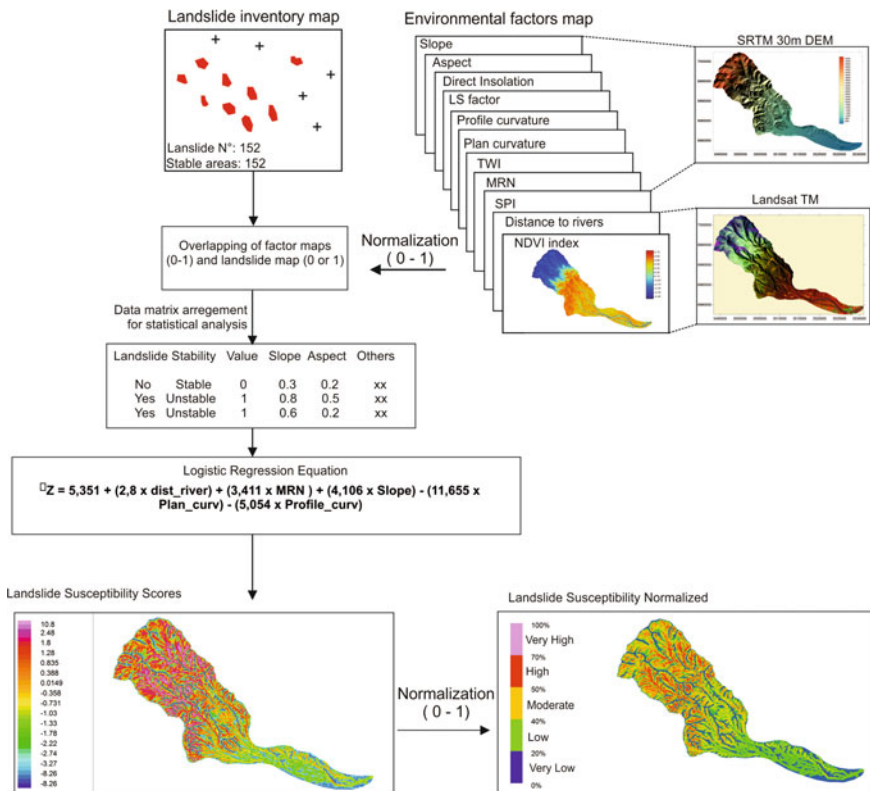 Landslide inventory map
Environmental factors map
Lanslide N°: 152
Stable areas: 152
Slope
Aspect
Direct Insolation
LS factor
Profile curvature
Plan curvature
TWI
MRN
SPI
Distance to rivers
NDVI index
SRTM 30m DEM
Landsat TM
Normalization
( 0 - 1)
Overlapping of factor maps
(0-1) and landslide map (0 or 1)
Data matrix arregement
for statistical analysis
Landslide Stability Value Slope Aspect Others
No Stable 0 0.3 0.2 xx
Yes Unstable 1 0.8 0.5 xx
Yes Unstable 1 0.6 0.2 xx
Logistic Regression Equation
Z = 5,351 + (2,8 x dist_river) + (3,411 x MRN ) + (4,106 x Slope) - (11,655 x
Plan_curv) - (5,054 x Profile_curv)
Landslide Susceptibility Scores
10.8
2.48
1.8
1.28
0.835
0.388
0.0149
-0.358
-0.731
-1.03
-1.33
-1.78
-2.24
-2.74
-3.27
-8.26
-8.26
Normalization
( 0 - 1)
Landslide Susceptibility Normalized
100%
Very High
70%
High
50%
Moderate
40%
Low
20%
Very Low
0%